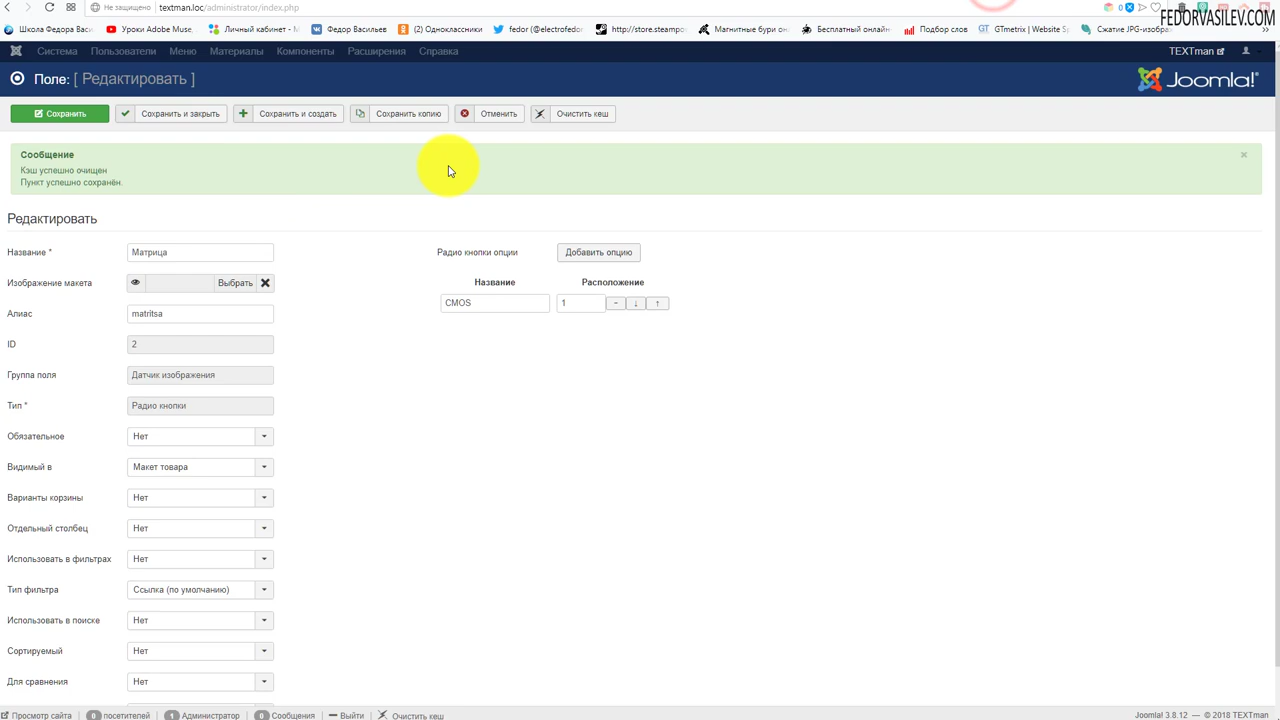 Не защищено textman.loc/administrator/index.php
FEDORVASILEV.COM
Школа Федора Васи Уроки Adobe Muse, Личный кабинет - М Федор Васильев (2) Одноклассники fedor (@electrofedor http://store.steampo Магнитные бури он Бесплатный онлайн Подбор слов GTmetrix | Website S Сжатие JPG-изобра »
Система Пользователи Меню Материалы Компоненты Расширения Справка TEXTman
Поле: [ Редактировать ] Joomla!®
Сохранить Сохранить и закрыть Сохранить и создать Сохранить копию Отменить Очистить кеш
Сообщение ×
Кэш успешно очищен
Пункт успешно сохранён.
Редактировать
Название * Матрица Радио кнопки опции Добавить опцию
Изображение макета Выбрать Название Расположение
CMOS 1 - ↓ ↑
Алиас matritsa
ID 2
Группа поля Датчик изображения
Тип * Радио кнопки
Обязательное Нет
Видимый в Макет товара
Варианты корзины Нет
Отдельный столбец Нет
Использовать в фильтрах Нет
Тип фильтра Ссылка (по умолчанию)
Использовать в поиске Нет
Сортируемый Нет
Для сравнения Нет
Просмотр сайта 0 посетителей 1 Администратор 0 Сообщения Выйти Очистить кеш Joomla! 3.8.12 — © 2018 TEXTman